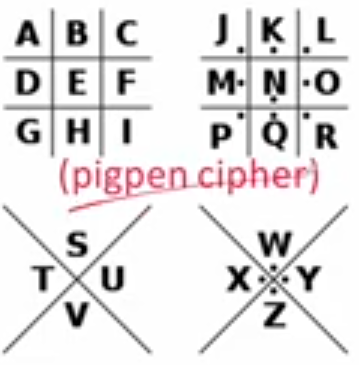 A B C J K L
D E F M N O
G H I P Q R
(pigpen cipher)
S W
T U X Y
V Z